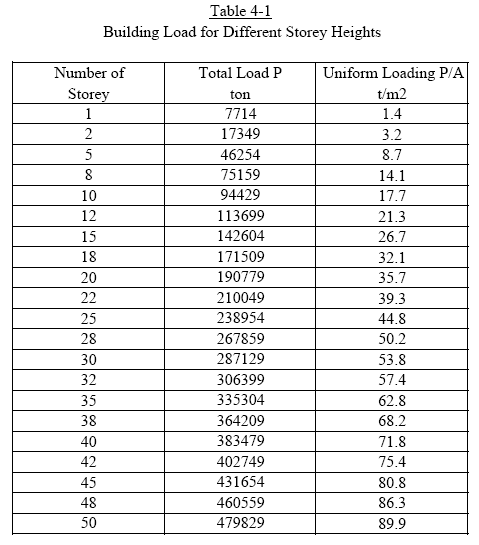 Table 4-1
Building Load for Different Storey Heights
Number of Storey Total Load P ton Uniform Loading P/A t/m2
1 7714 1.4
2 17349 3.2
5 46254 8.7
8 75159 14.1
10 94429 17.7
12 113699 21.3
15 142604 26.7
18 171509 32.1
20 190779 35.7
22 210049 39.3
25 238954 44.8
28 267859 50.2
30 287129 53.8
32 306399 57.4
35 335304 62.8
38 364209 68.2
40 383479 71.8
42 402749 75.4
45 431654 80.8
48 460559 86.3
50 479829 89.9